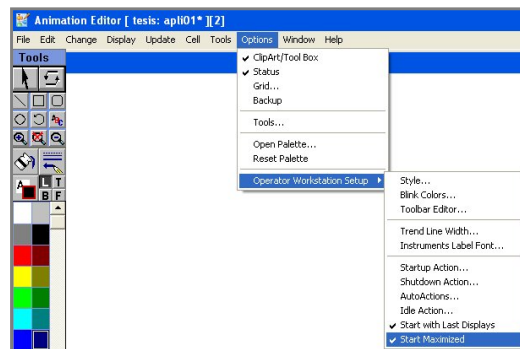 Animation Editor [ tesis: apli01* ][2]
File Edit Change Display Update Cell Tools Options Window Help
Tools
ClipArt/Tool Box
Status
Grid...
Backup
Tools...
Open Palette...
Reset Palette
Operator Workstation Setup
Style...
Blink Colors...
Toolbar Editor...
Trend Line Width...
Instruments Label Font...
Startup Action...
Shutdown Action...
AutoActions...
Idle Action...
Start with Last Displays
Start Maximized
A L T
B F